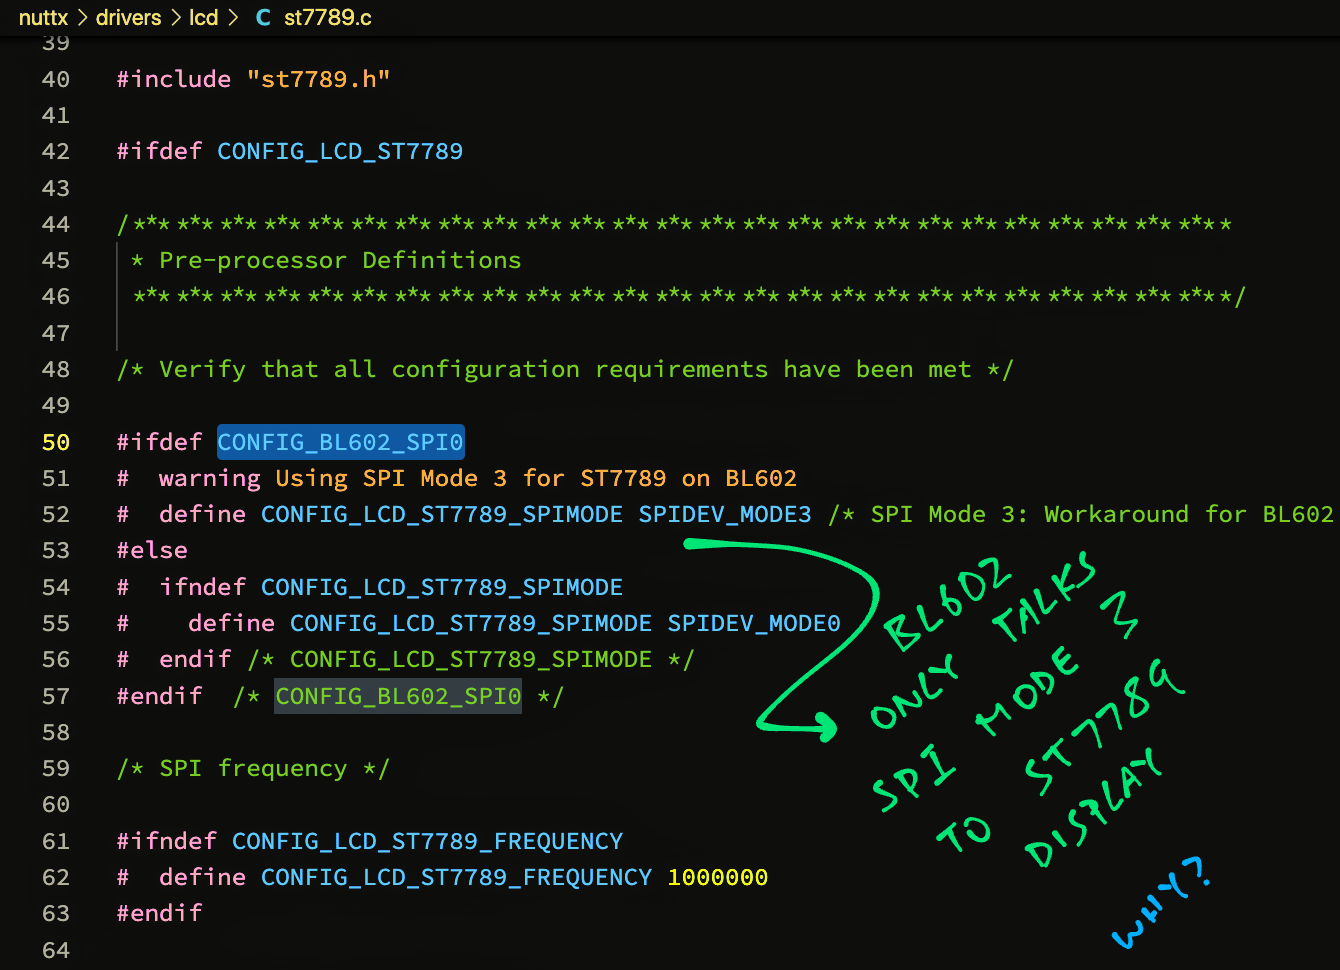 nuttx > drivers > lcd > C st7789.c
39
40 #include "st7789.h"
41
42 #ifdef CONFIG_LCD_ST7789
43
44 /****************************************************************************
45  * Pre-processor Definitions
46  ****************************************************************************/
47
48 /* Verify that all configuration requirements have been met */
49
50 #ifdef CONFIG_BL602_SPI0
51 #  warning Using SPI Mode 3 for ST7789 on BL602
52 #  define CONFIG_LCD_ST7789_SPIMODE SPIDEV_MODE3 /* SPI Mode 3: Workaround for BL602
53 #else
54 #  ifndef CONFIG_LCD_ST7789_SPIMODE
55 #    define CONFIG_LCD_ST7789_SPIMODE SPIDEV_MODE0
56 #  endif /* CONFIG_LCD_ST7789_SPIMODE */
57 #endif  /* CONFIG_BL602_SPI0 */
58
59 /* SPI frequency */
60
61 #ifndef CONFIG_LCD_ST7789_FREQUENCY
62 #  define CONFIG_LCD_ST7789_FREQUENCY 1000000
63 #endif
64
BL602
ONLY TALKS
SPI MODE 3
TO ST7789
DISPLAY
WHY?